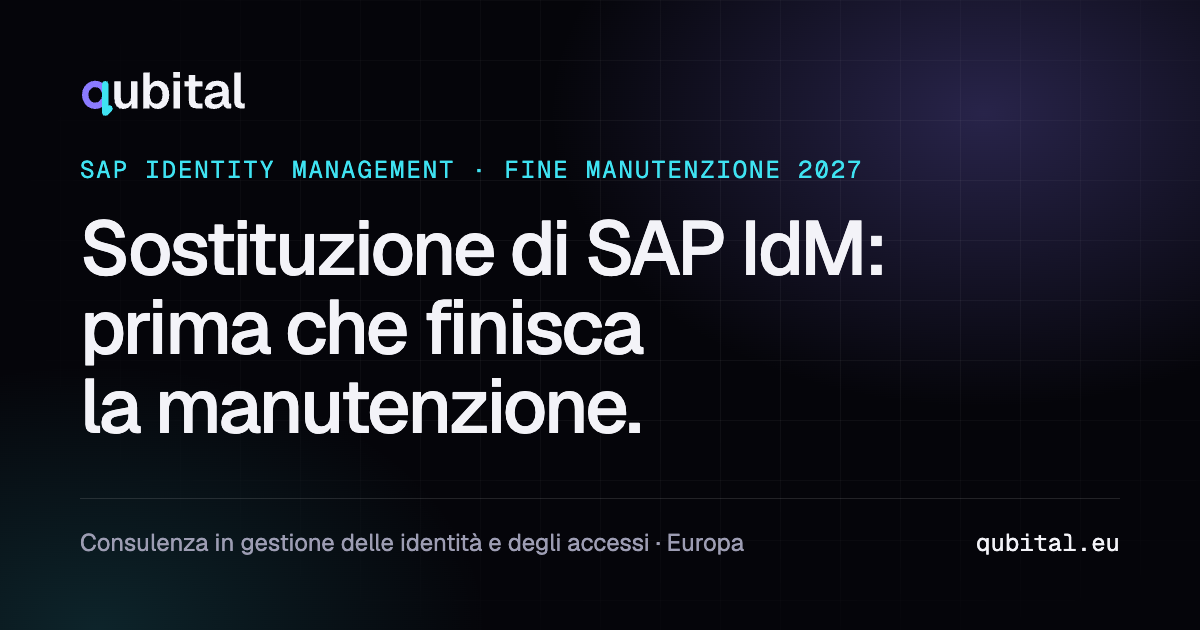 qubital
SAP IDENTITY MANAGEMENT · FINE MANUTENZIONE 2027
Sostituzione di SAP IdM:
prima che finisca
la manutenzione.
Consulenza in gestione delle identità e degli accessi · Europa
qubital.eu